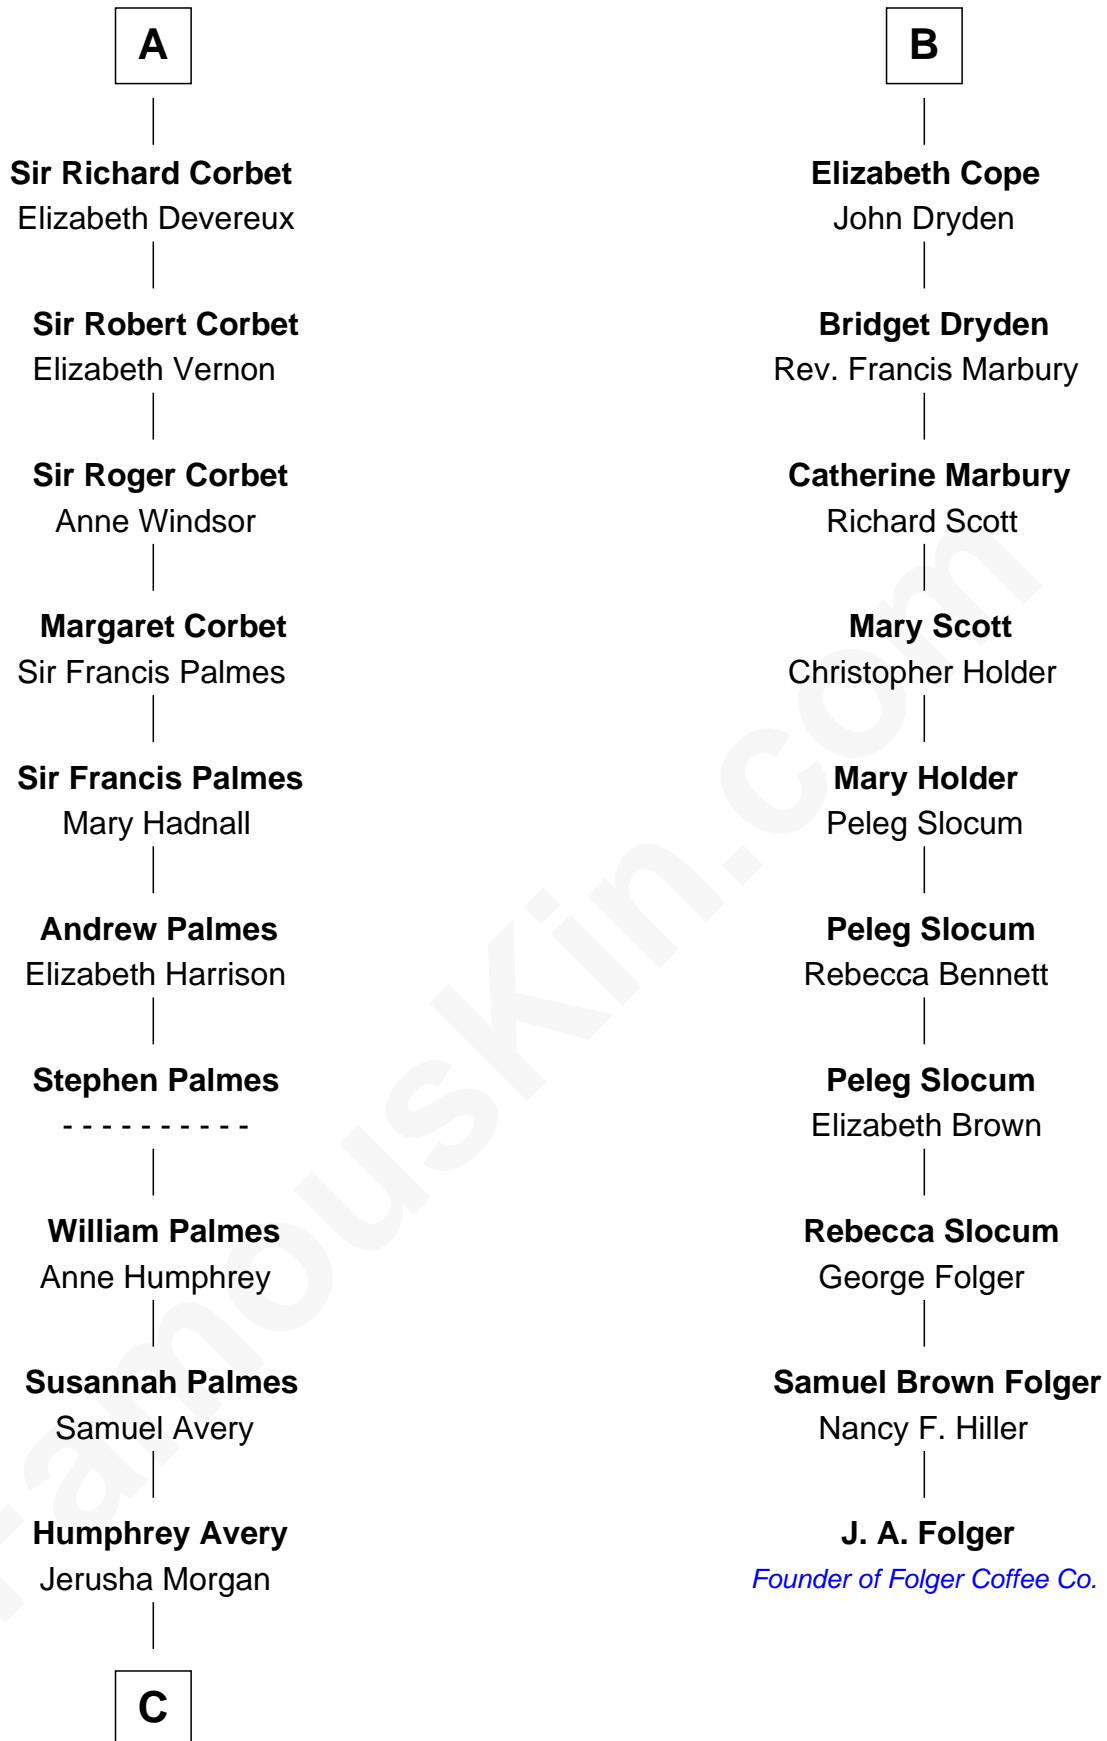 A
Sir Richard Corbet
Elizabeth Devereux
Sir Robert Corbet
Elizabeth Vernon
Sir Roger Corbet
Anne Windsor
Margaret Corbet
Sir Francis Palmes
Sir Francis Palmes
Mary Hadnall
Andrew Palmes
Elizabeth Harrison
Stephen Palmes
- - - - - - - - - -
William Palmes
Anne Humphrey
Susannah Palmes
Samuel Avery
Humphrey Avery
Jerusha Morgan
C
B
Elizabeth Cope
John Dryden
Bridget Dryden
Rev. Francis Marbury
Catherine Marbury
Richard Scott
Mary Scott
Christopher Holder
Mary Holder
Peleg Slocum
Peleg Slocum
Rebecca Bennett
Peleg Slocum
Elizabeth Brown
Rebecca Slocum
George Folger
Samuel Brown Folger
Nancy F. Hiller
J. A. Folger
Founder of Folger Coffee Co.
FamousKin.com